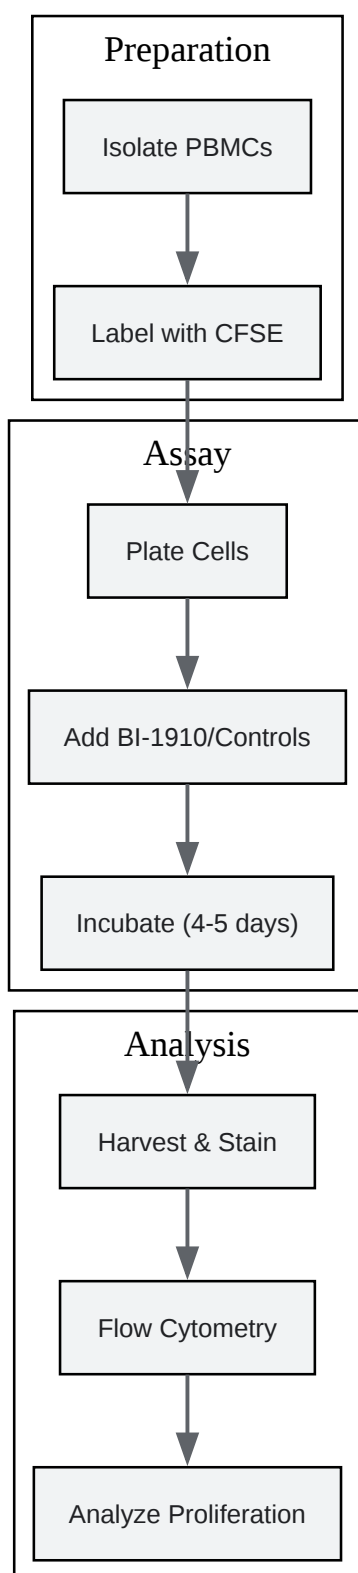 Preparation
Isolate PBMCs
Label with CFSE
Assay
Plate Cells
Add BI-1910/Controls
Incubate (4-5 days)
Analysis
Harvest & Stain
Flow Cytometry
Analyze Proliferation